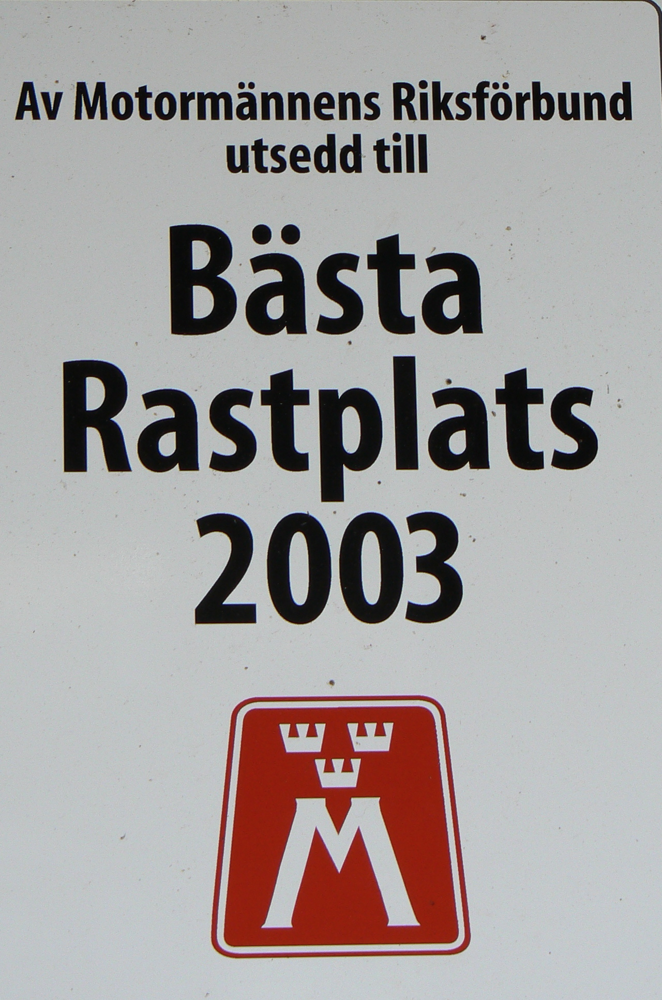 Av Motormännens Riksförbund
utsedd till
Bästa
Rastplats
2003
M